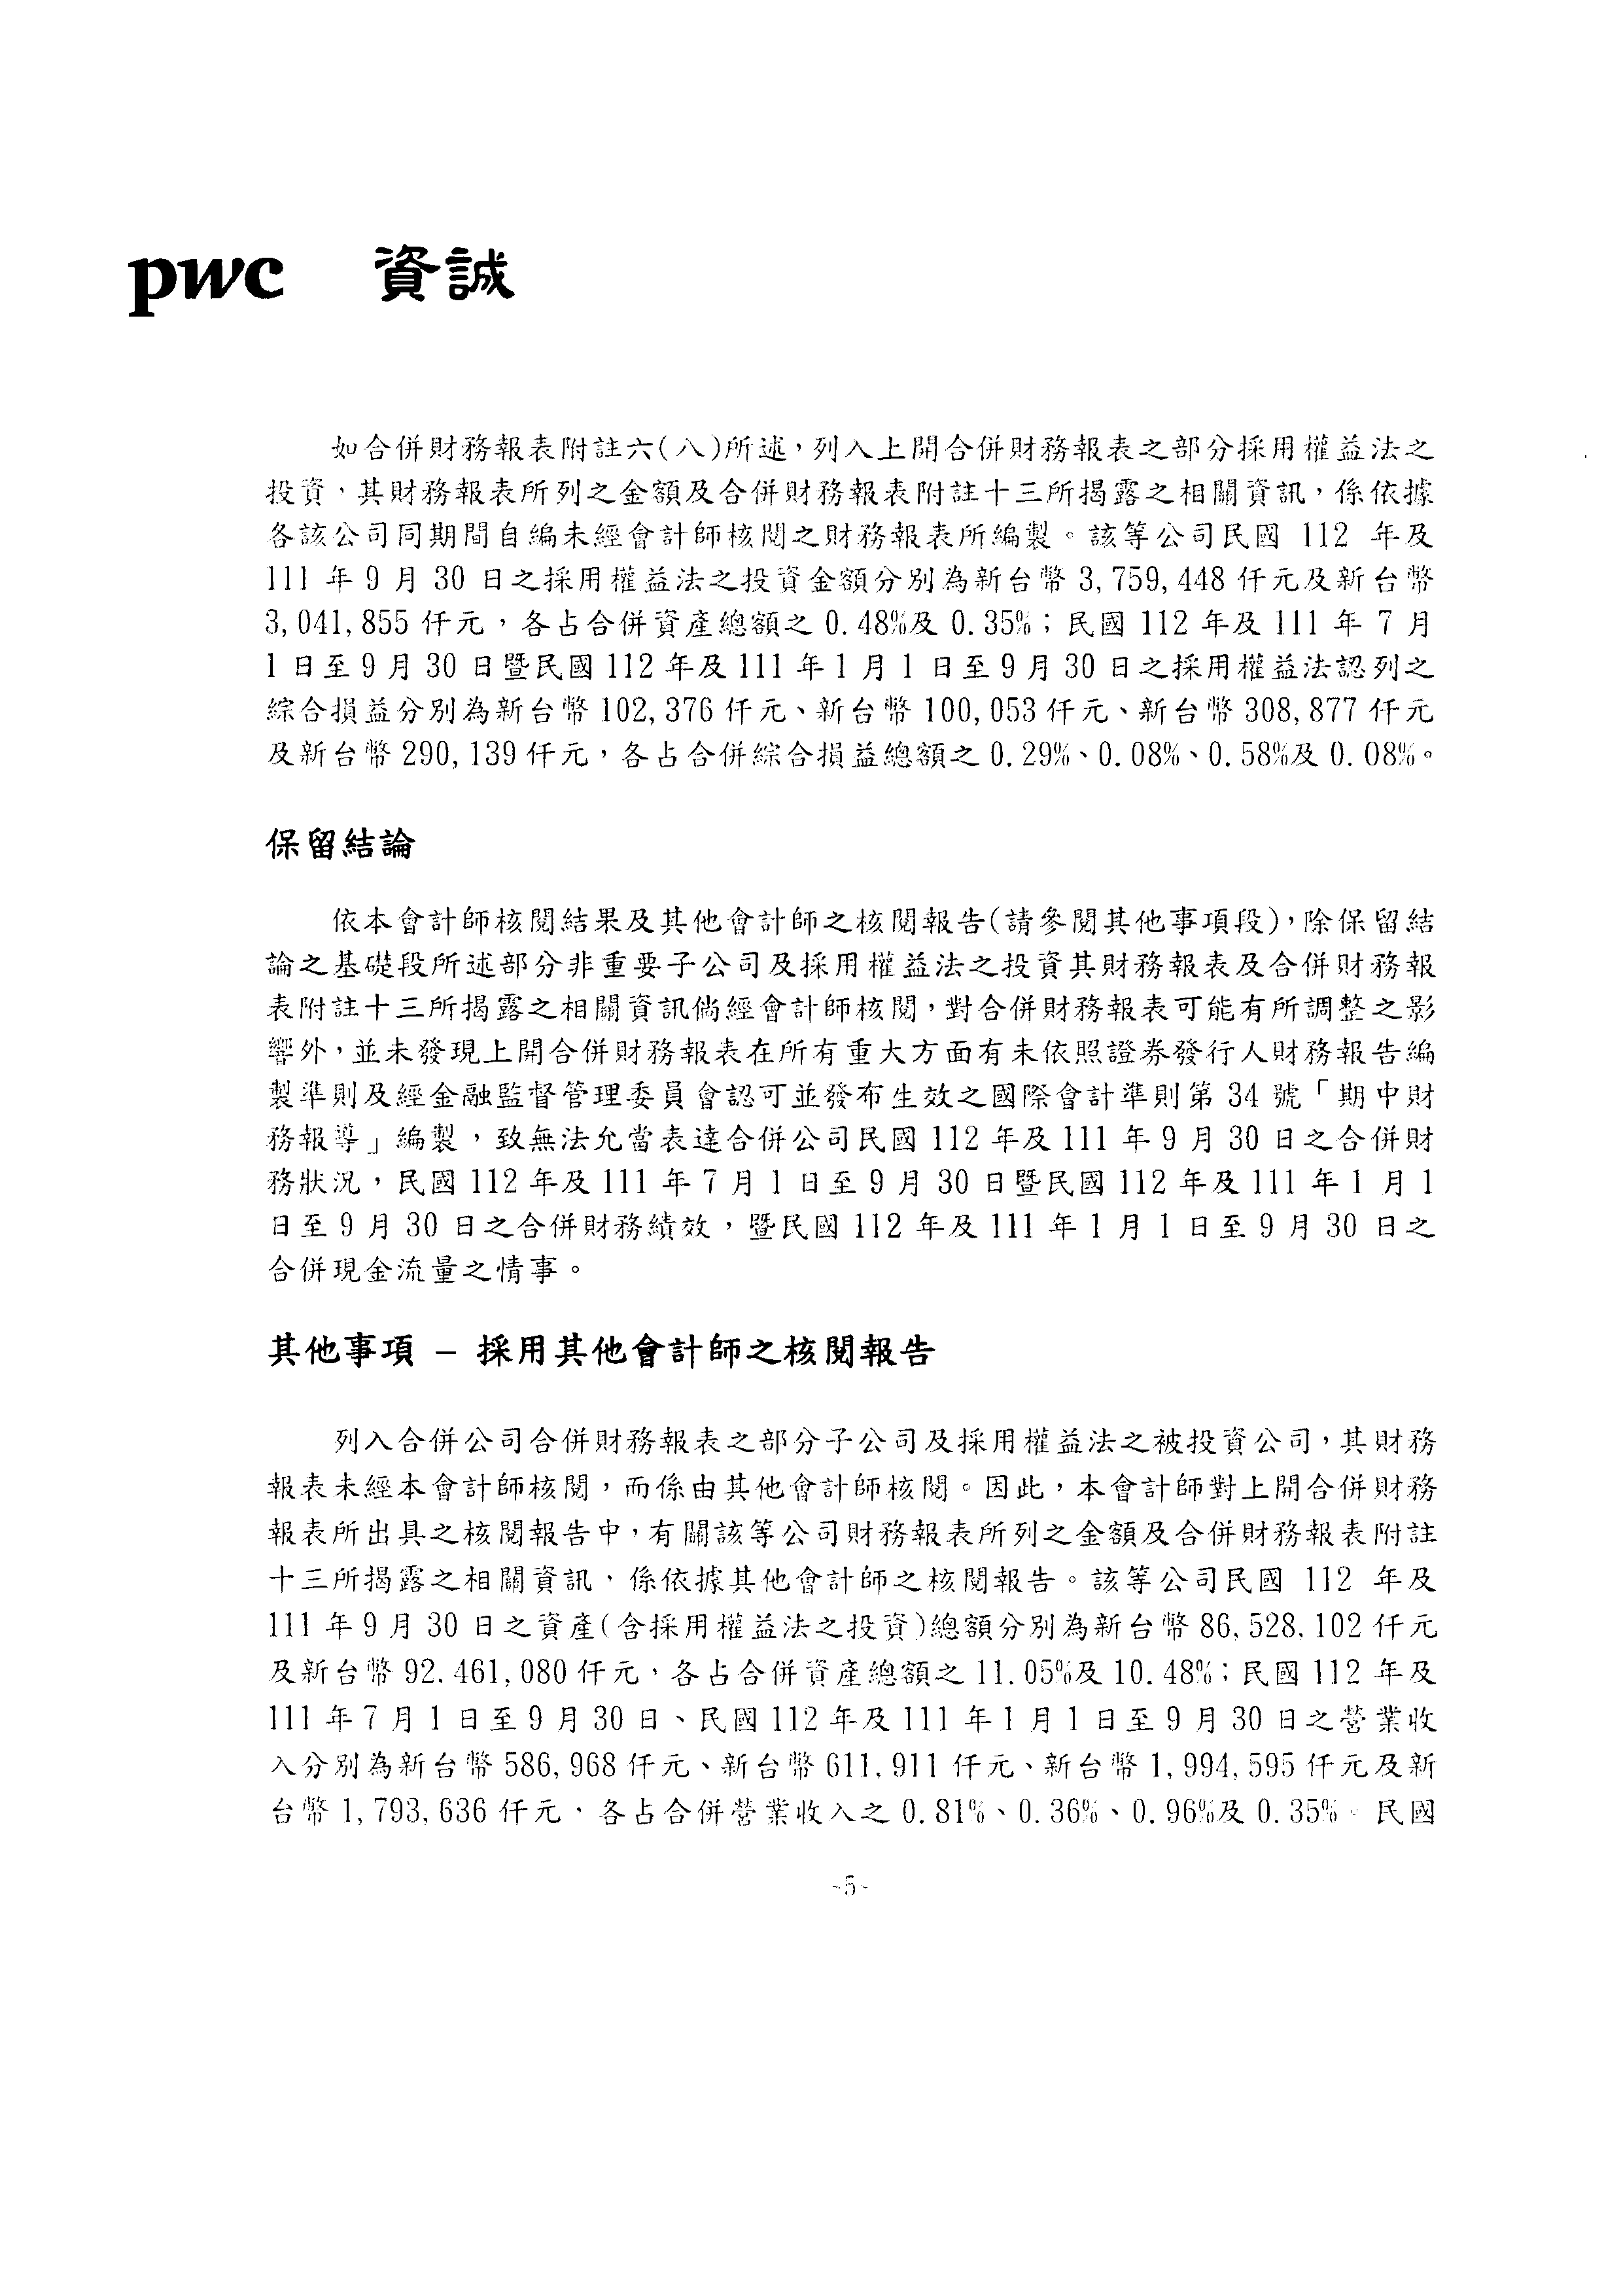 pwc 資誠
如合併財務報表附註六(八)所述，列入上開合併財務報表之部分採用權益法之
投資，其財務報表所列之金額及合併財務報表附註十三所揭露之相關資訊，係依據
各該公司同期間自編未經會計師核閱之財務報表所編製。該等公司民國 112 年及
111 年 9 月 30 日之採用權益法之投資金額分別為新台幣 3,759,448 仟元及新台幣
3,041,855 仟元，各占合併資產總額之 0.48%及 0.35%；民國 112 年及 111 年 7 月
1 日至 9 月 30 日暨民國 112 年及 111 年 1 月 1 日至 9 月 30 日之採用權益法認列之
綜合損益分別為新台幣 102,376 仟元、新台幣 100,053 仟元、新台幣 308,877 仟元
及新台幣 290,139 仟元，各占合併綜合損益總額之 0.29%、0.08%、0.58%及 0.08%。
保留結論
依本會計師核閱結果及其他會計師之核閱報告(請參閱其他事項段)，除保留結
論之基礎段所述部分非重要子公司及採用權益法之投資其財務報表及合併財務報
表附註十三所揭露之相關資訊倘經會計師核閱，對合併財務報表可能有所調整之影
響外，並未發現上開合併財務報表在所有重大方面有未依照證券發行人財務報告編
製準則及經金融監督管理委員會認可並發布生效之國際會計準則第 34 號「期中財
務報導」編製，致無法允當表達合併公司民國 112 年及 111 年 9 月 30 日之合併財
務狀況，民國 112 年及 111 年 7 月 1 日至 9 月 30 日暨民國 112 年及 111 年 1 月 1
日至 9 月 30 日之合併財務績效，暨民國 112 年及 111 年 1 月 1 日至 9 月 30 日之
合併現金流量之情事。
其他事項 – 採用其他會計師之核閱報告
列入合併公司合併財務報表之部分子公司及採用權益法之被投資公司，其財務
報表未經本會計師核閱，而係由其他會計師核閱。因此，本會計師對上開合併財務
報表所出具之核閱報告中，有關該等公司財務報表所列之金額及合併財務報表附註
十三所揭露之相關資訊，係依據其他會計師之核閱報告。該等公司民國 112 年及
111 年 9 月 30 日之資產(含採用權益法之投資)總額分別為新台幣 86,528,102 仟元
及新台幣 92,461,080 仟元，各占合併資產總額之 11.05%及 10.48%；民國 112 年及
111 年 7 月 1 日至 9 月 30 日、民國 112 年及 111 年 1 月 1 日至 9 月 30 日之營業收
入分別為新台幣 586,968 仟元、新台幣 611,911 仟元、新台幣 1,994,595 仟元及新
台幣 1,793,636 仟元，各占合併營業收入之 0.81%、0.36%、0.96%及 0.35%。民國
~5~